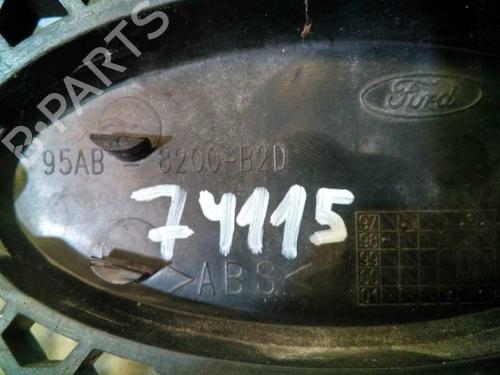 B-PARTS
Ford
95AB - 8200-B2D
74115
>ABS<
97
98
99
00
01